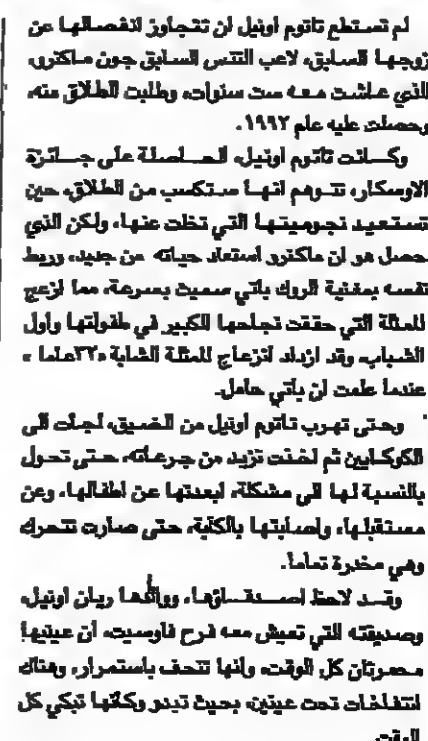 لم تستطع تاتوم اونيل ان تتجاوز انفصالها عن
زوجها السابق، لاعب التنس السابق جون ماكنرو،
الذي عاشت معه ست سنوات، وطلبت الطلاق منه،
وحصلت عليه عام ١٩٩٢.
وكانت تاتوم اونيل، الحاصلة على جائزة
الاوسكار، تتوهم انها ستكسب من الطلاق، حين
تستعيد نجوميتها التي تخلت عنها، ولكن الذي
حصل هو ان ماكنرو استعاد حياته من جديد، وربط
نفسه بمغنية الروك باتي سميث بسرعة، مما ازعج
الممثلة التي حققت نجاحها الكبير في طفولتها واول
الشباب، وقد ازداد انزعاج الممثلة الشابة «٣٢عاما »
عندما علمت ان باتي حامل.
وحتى تهرب تاتوم اونيل من الضيق، لجأت الى
الكوكايين ثم اخذت تزيد من جرعاته، حتى تحول
بالنسبة لها الى مشكلة، ابعدتها عن اطفالها، وعن
مستقبلها، واصابتها بالكآبة، حتى صارت تتحرك
وهي مخدرة تماما.
وقد لاحظ اصدقاؤها، ووالدها ريان اونيل،
وصديقته التي تعيش معه فرح فاوسيت، ان عينيها
محمرتان كل الوقت، وانها تنحف باستمرار، وهناك
انتفاخات تحت عينين، بحيث تبدو وكأنها تبكي كل
الوقت.